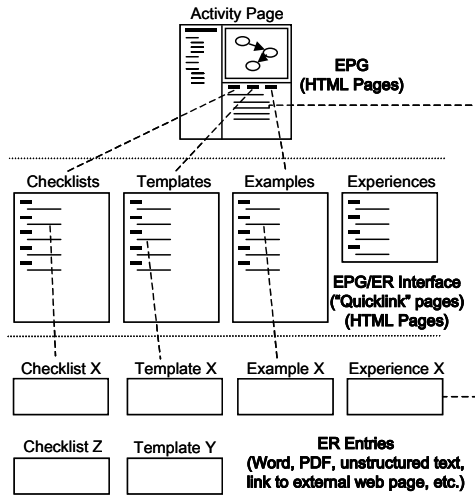 Activity Page
EPG
(HTML Pages)
Checklists
Templates
Examples
Experiences
EPG/ER Interface
("Quicklink" pages)
(HTML Pages)
Checklist X
Template X
Example X
Experience X
Checklist Z
Template Y
ER Entries
(Word, PDF, unstructured text,
link to external web page, etc.)